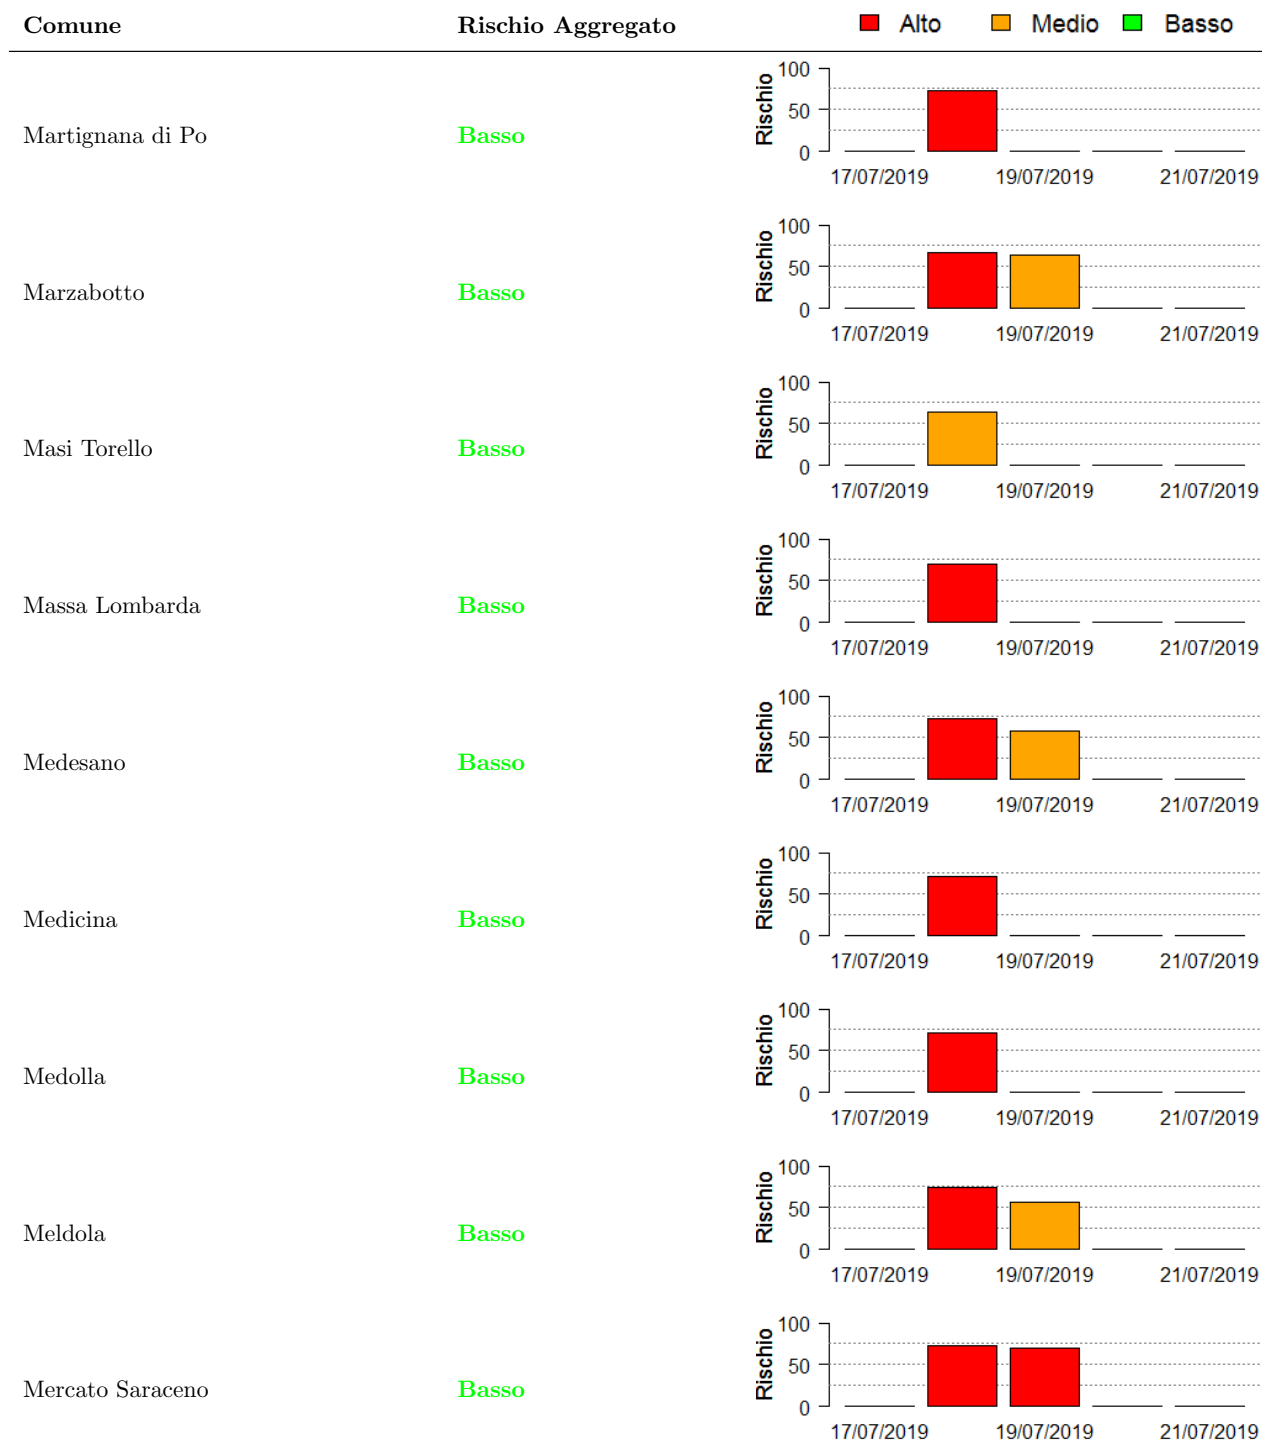 Comune Rischio Aggregato Alto Medio Basso
Martignana di Po Basso
Rischio
100
50
0
17/07/2019 19/07/2019 21/07/2019
Marzabotto Basso
Rischio
100
50
0
17/07/2019 19/07/2019 21/07/2019
Masi Torello Basso
Rischio
100
50
0
17/07/2019 19/07/2019 21/07/2019
Massa Lombarda Basso
Rischio
100
50
0
17/07/2019 19/07/2019 21/07/2019
Medesano Basso
Rischio
100
50
0
17/07/2019 19/07/2019 21/07/2019
Medicina Basso
Rischio
100
50
0
17/07/2019 19/07/2019 21/07/2019
Medolla Basso
Rischio
100
50
0
17/07/2019 19/07/2019 21/07/2019
Meldola Basso
Rischio
100
50
0
17/07/2019 19/07/2019 21/07/2019
Mercato Saraceno Basso
Rischio
100
50
0
17/07/2019 19/07/2019 21/07/2019